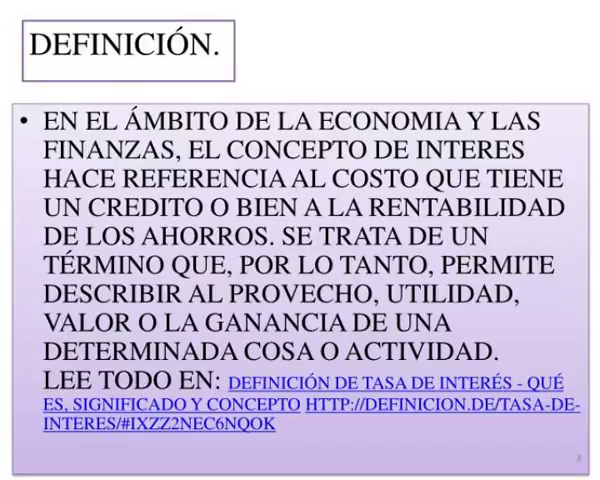 DEFINICIÓN.
• EN EL ÁMBITO DE LA ECONOMIA Y LAS
FINANZAS, EL CONCEPTO DE INTERES
HACE REFERENCIA AL COSTO QUE TIENE
UN CREDITO O BIEN A LA RENTABILIDAD
DE LOS AHORROS. SE TRATA DE UN
TÉRMINO QUE, POR LO TANTO, PERMITE
DESCRIBIR AL PROVECHO, UTILIDAD,
VALOR O LA GANANCIA DE UNA
DETERMINADA COSA O ACTIVIDAD.
LEE TODO EN: DEFINICIÓN DE TASA DE INTERÉS - QUÉ
ES, SIGNIFICADO Y CONCEPTO HTTP://DEFINICION.DE/TASA-DE-
INTERES/#IXZZ2NEC6NQOK